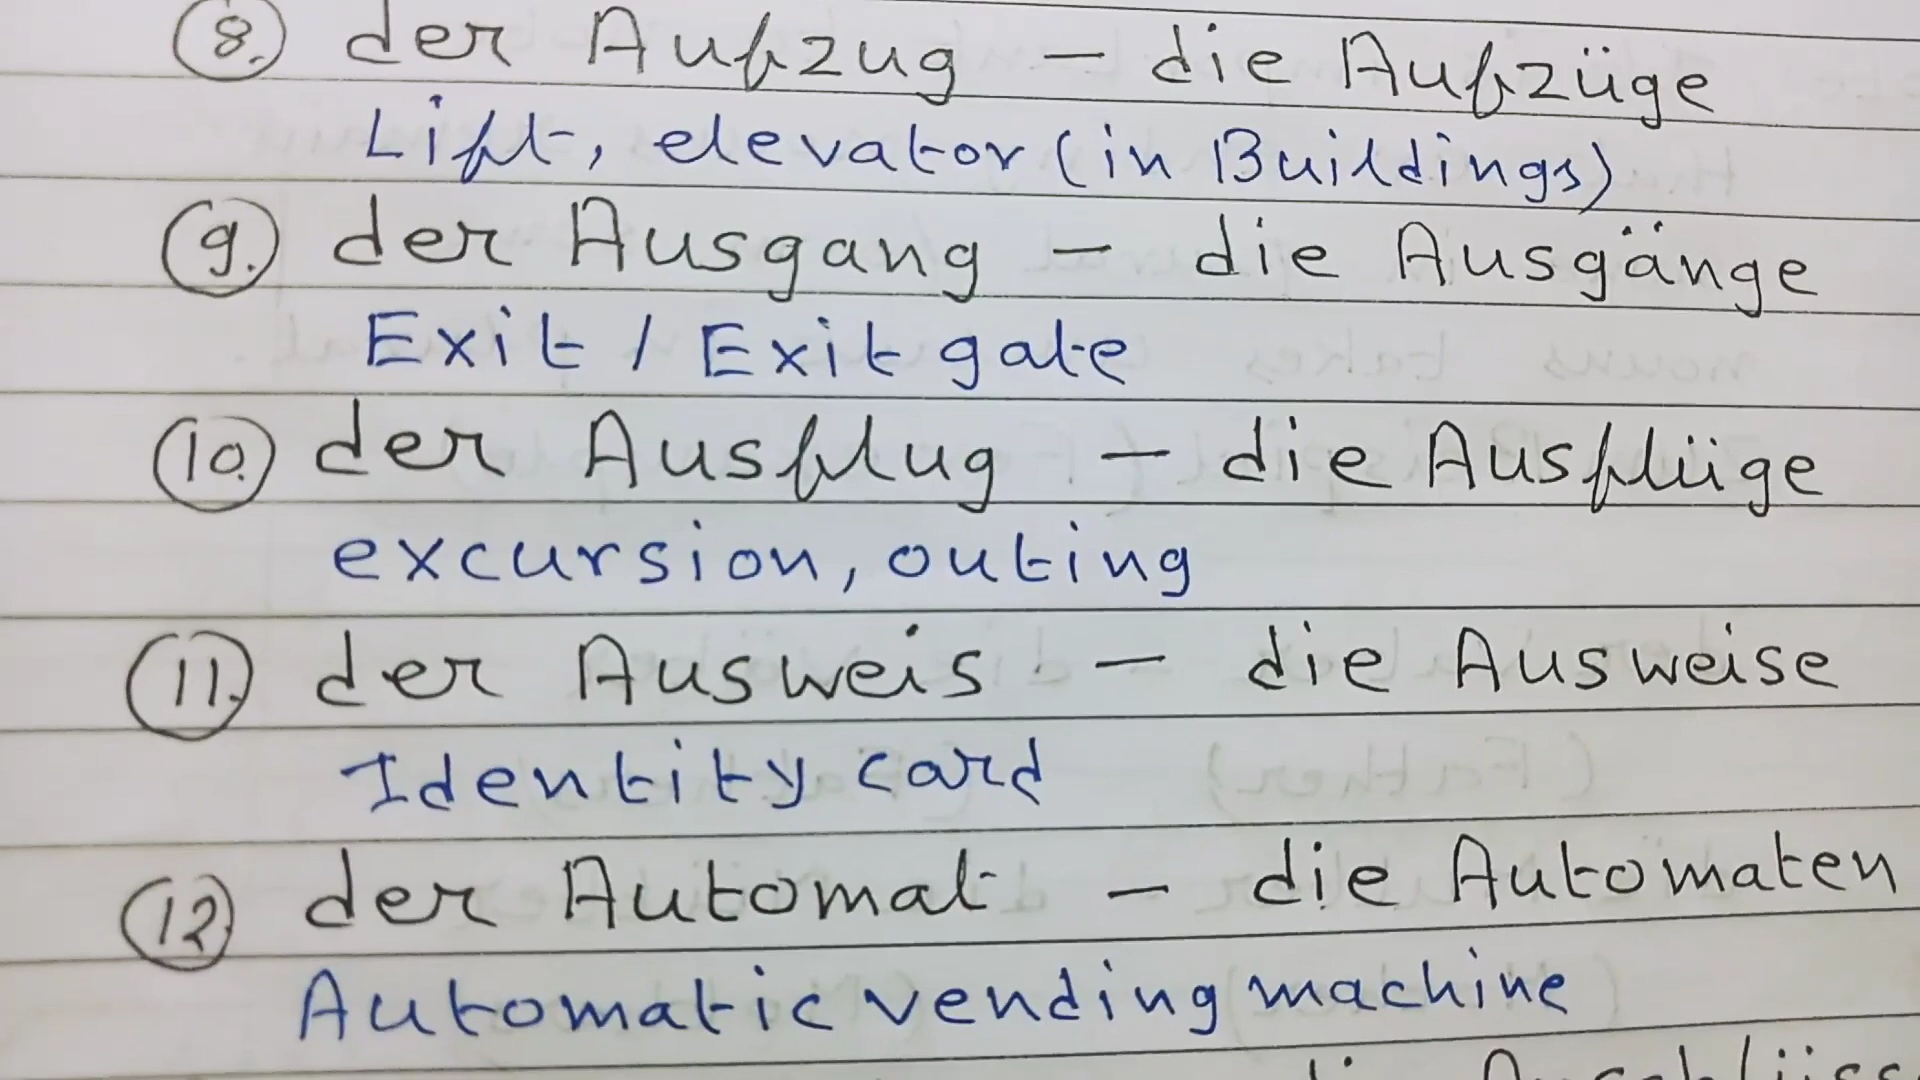 8. der Aufzug – die Aufzüge
Lift, elevator (in Buildings)
9. der Ausgang – die Ausgänge
Exit / Exit gate
10. der Ausflug – die Ausflüge
excursion, outing
11. der Ausweis – die Ausweise
Identity card
12. der Automat – die Automaten
Automatic vending machine